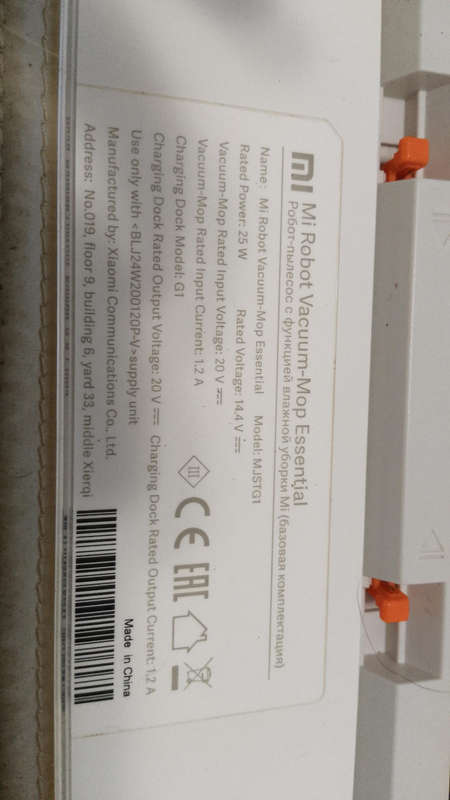 mi Mi Robot Vacuum-Mop Essential
Робот-пылесос с функцией влажной уборки Mi (базовая комплектация)
Name: Mi Robot Vacuum-Mop Essential Model: MJSTG1
Rated Power: 25 W Rated Voltage: 14.4 V
Vacuum-Mop Rated Input Voltage: 20 V
Vacuum-Mop Rated Input Current: 1.2 A
Charging Dock Model: G1
Charging Dock Rated Output Voltage: 20 V Charging Dock Rated Output Current: 1.2 A
Use only with <BLJ24W200120P-V>supply unit
Manufactured by: Xiaomi Communications Co., Ltd.
Address: No.019, floor 9, building 6, yard 33, middle Xierqi
III CE EAC
Made in China